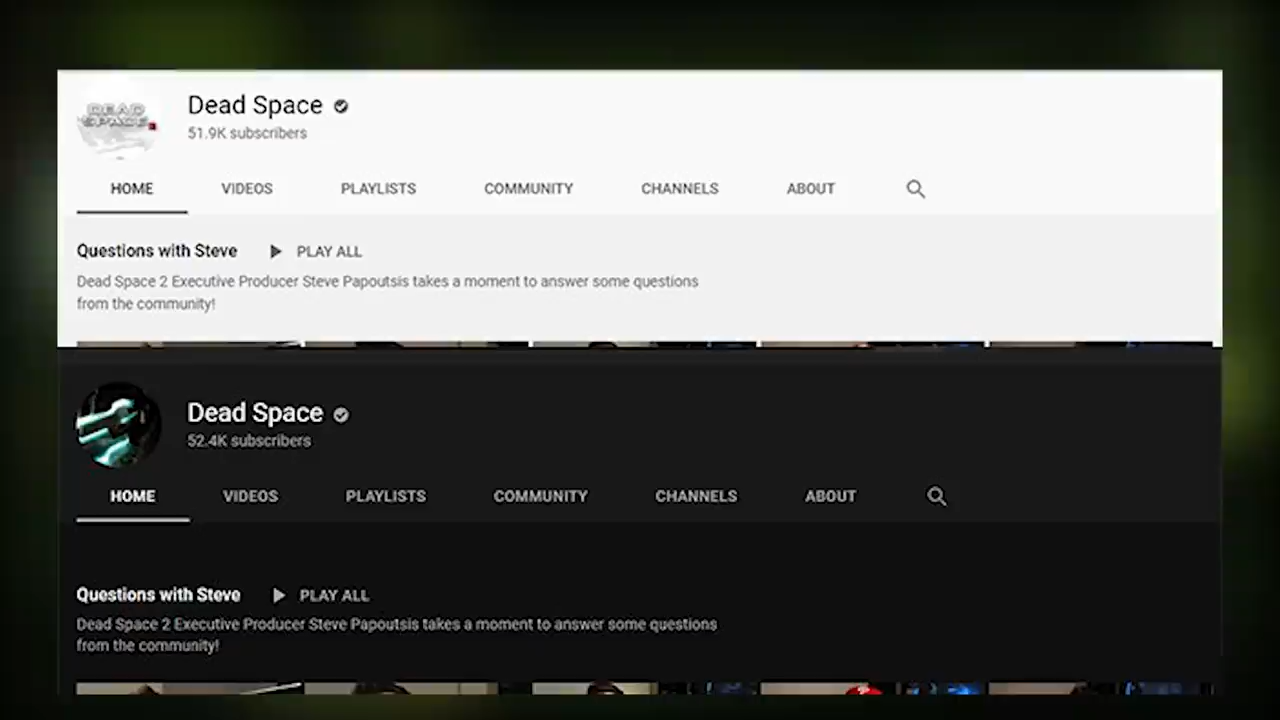 DEAD
SPACE
Dead Space
51.9K subscribers
HOME VIDEOS PLAYLISTS COMMUNITY CHANNELS ABOUT
Questions with Steve PLAY ALL
Dead Space 2 Executive Producer Steve Papoutsis takes a moment to answer some questions
from the community!
Dead Space
52.4K subscribers
HOME VIDEOS PLAYLISTS COMMUNITY CHANNELS ABOUT
Questions with Steve PLAY ALL
Dead Space 2 Executive Producer Steve Papoutsis takes a moment to answer some questions
from the community!